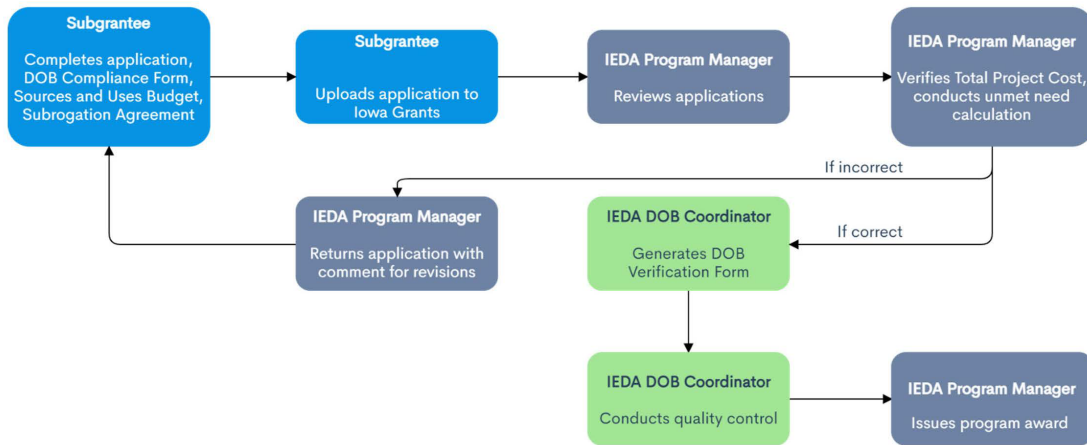 Subgrantee
Completes application,
DOB Compliance Form,
Sources and Uses Budget,
Subrogation Agreement
Subgrantee
Uploads application to
Iowa Grants
IEDA Program Manager
Reviews applications
IEDA Program Manager
Verifies Total Project Cost,
conducts unmet need
calculation
If incorrect
IEDA Program Manager
Returns application with
comment for revisions
If correct
IEDA DOB Coordinator
Generates DOB
Verification Form
IEDA DOB Coordinator
Conducts quality control
IEDA Program Manager
Issues program award